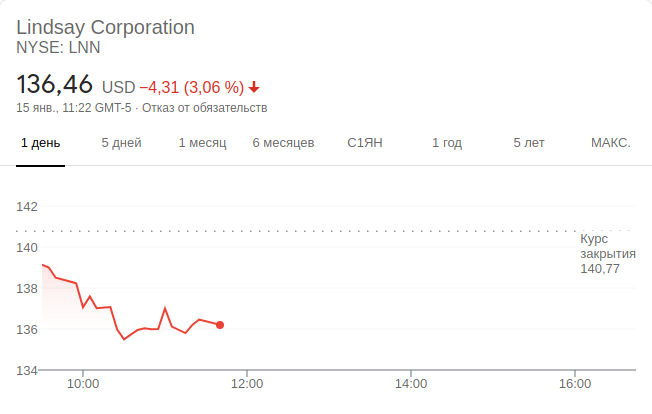 Lindsay Corporation
NYSE: LNN
136,46 USD −4,31 (3,06 %)
15 янв., 11:22 GMT-5 · Отказ от обязательств
1 день 5 дней 1 месяц 6 месяцев С1ЯН 1 год 5 лет МАКС.
142
140
138
136
134
Курс
закрытия
140,77
10:00 12:00 14:00 16:00